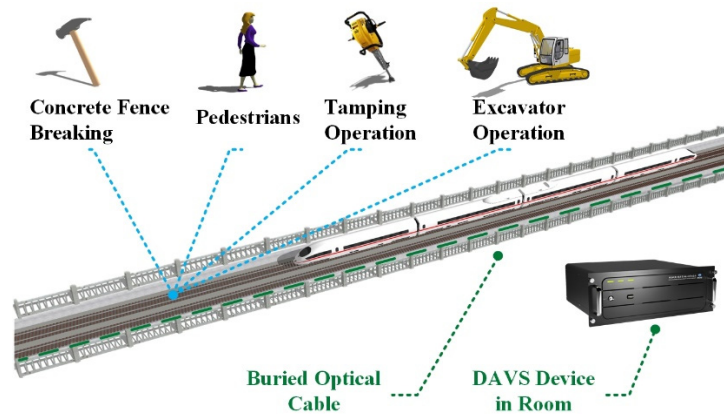 Concrete Fence
Breaking
Pedestrians
Tamping
Operation
Excavator
Operation
Buried Optical
Cable
DAVS Device
in Room